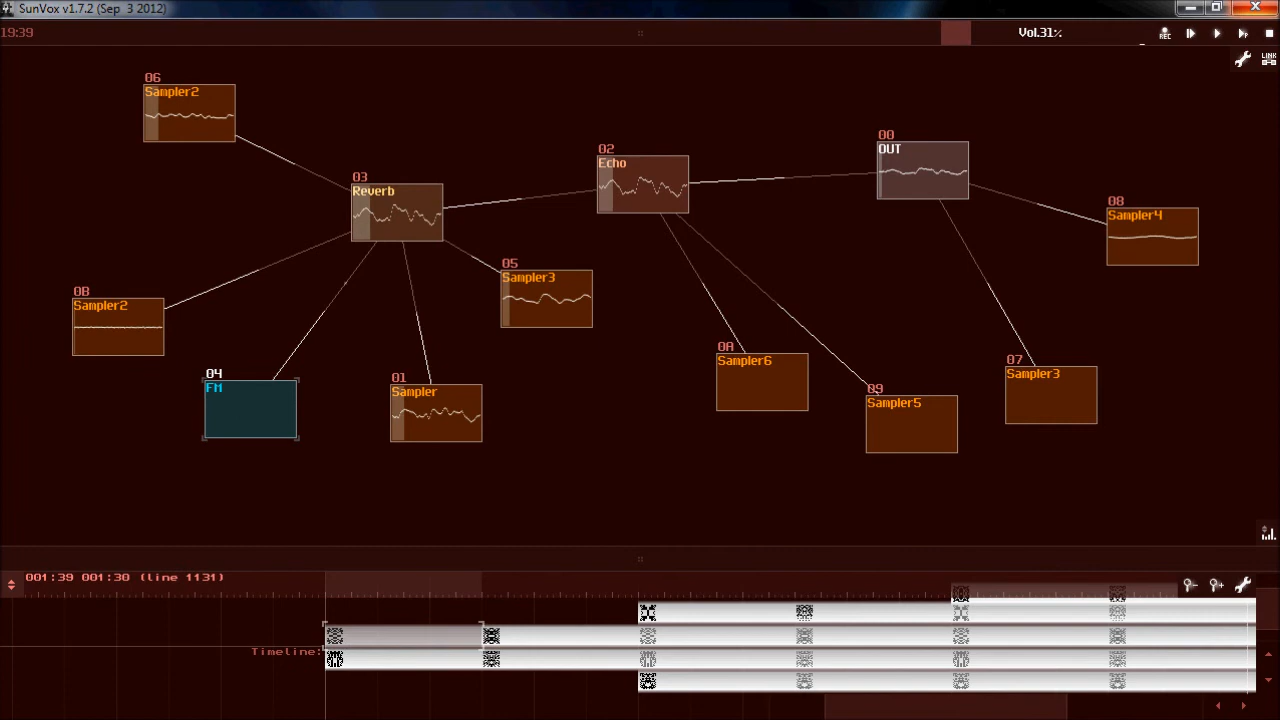 SunVox v1.7.2 (Sep 3 2012)
19:39
Vol.31%
REC
LINK
06
Sampler2
03
Reverb
02
Echo
00
OUT
08
Sampler4
05
Sampler3
0B
Sampler2
04
FM
01
Sampler
0A
Sampler6
09
Sampler5
07
Sampler3
001:39 001:30 (line 1131)
Timeline: